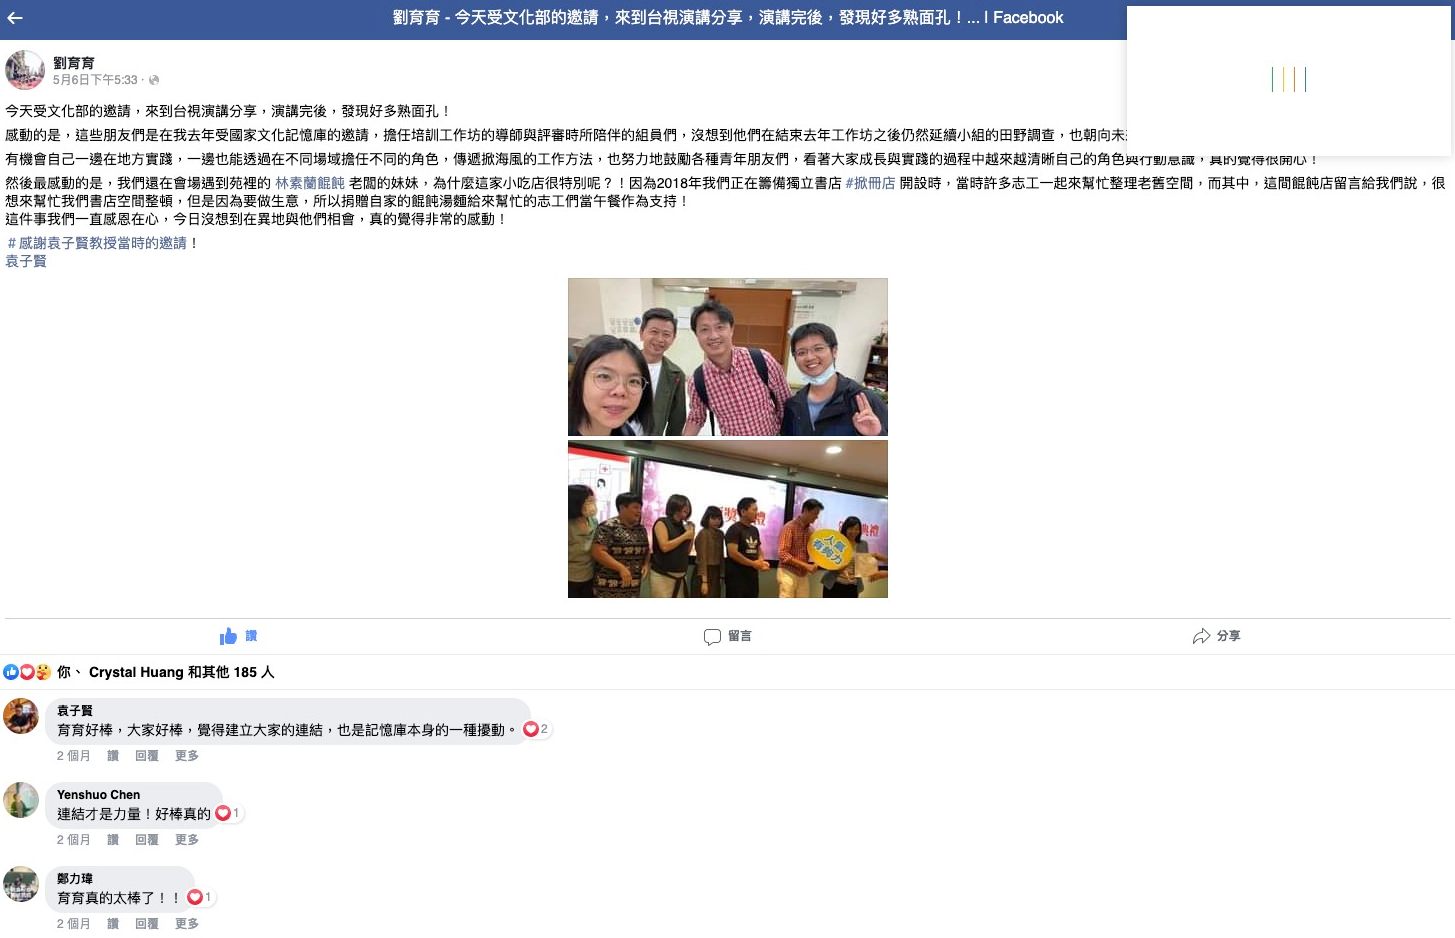 劉育育 - 今天受文化部的邀請，來到台視演講分享，演講完後，發現好多熟面孔！... | Facebook
劉育育
5月6日下午5:33 ·
今天受文化部的邀請，來到台視演講分享，演講完後，發現好多熟面孔！
感動的是，這些朋友們是在我去年受國家文化記憶庫的邀請，擔任培訓工作坊的導師與評審時所陪伴的組員們，沒想到他們在結束去年工作坊之後仍然延續小組的田野調查，也朝向未
有機會自己一邊在地方實踐，一邊也能透過在不同場域擔任不同的角色，傳遞掀海風的工作方法，也努力地鼓勵各種青年朋友們，看著大家成長與實踐的過程中越來越清晰自己的角色與行動意識，真的覺得很開心！
然後最感動的是，我們還在會場遇到苑裡的 林素蘭餛飩 老闆的妹妹，為什麼這家小吃店很特別呢？！因為2018年我們正在籌備獨立書店 #掀冊店 開設時，當時許多志工一起來幫忙整理老舊空間，而其中，這間餛飩店留言給我們說，很
想來幫忙我們書店空間整頓，但是因為要做生意，所以捐贈自家的餛飩湯麵給來幫忙的志工們當午餐作為支持！
這件事我們一直感恩在心，今日沒想到在異地與他們相會，真的覺得非常的感動！
＃感謝袁子賢教授當時的邀請！
袁子賢
人氣
有夠力
典禮
讚
留言
分享
你、 Crystal Huang 和其他 185 人
袁子賢
育育好棒，大家好棒，覺得建立大家的連結，也是記憶庫本身的一種擾動。
2
2 個月 讚 回覆 更多
Yenshuo Chen
連結才是力量！好棒真的
1
2 個月 讚 回覆 更多
鄭力瑋
育育真的太棒了！！
1
2 個月 讚 回覆 更多